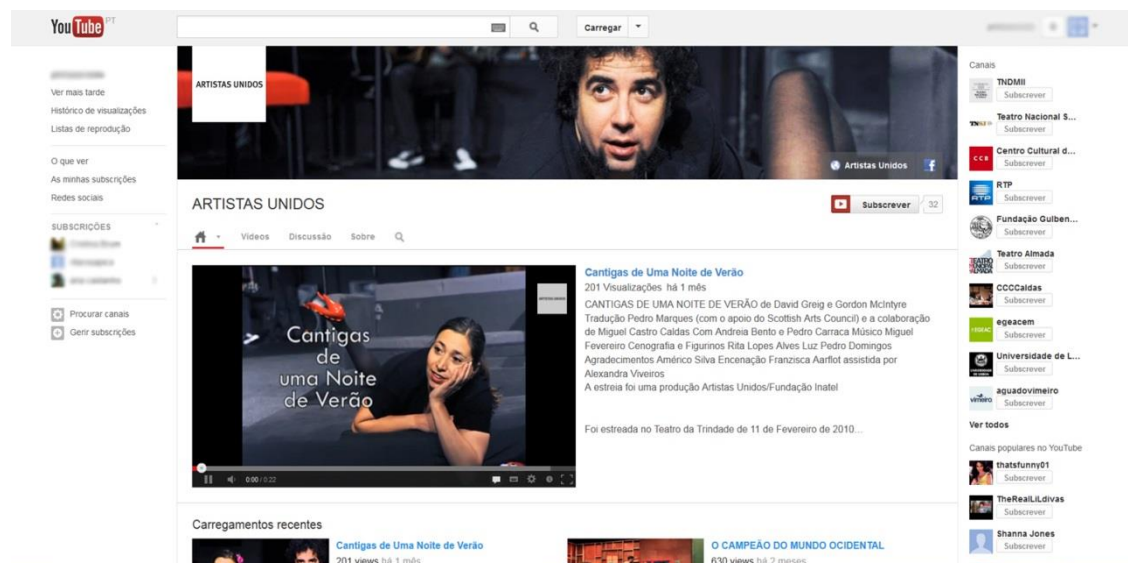 YouTube PT
Carregar
Ver mais tarde
Histórico de visualizações
Listas de reprodução
O que ver
As minhas subscrições
Redes sociais
SUBSCRIÇÕES
Procurar canais
Gerir subscrições
ARTISTAS UNIDOS
Artistas Unidos
ARTISTAS UNIDOS
Subscrever 32
Vídeos Discussão Sobre
Cantigas
de
uma Noite
de Verão
0:00 / 0:22
Cantigas de Uma Noite de Verão
201 Visualizações há 1 mês
CANTIGAS DE UMA NOITE DE VERÃO de David Greig e Gordon McIntyre
Tradução Pedro Marques (com o apoio do Scottish Arts Council) e a colaboração
de Miguel Castro Caldas Com Andreia Bento e Pedro Carraca Músico Miguel
Fevereiro Cenografia e Figurinos Rita Lopes Alves Luz Pedro Domingos
Agradecimentos Américo Silva Encenação Franzisca Aarflot assistida por
Alexandra Viveiros
A estreia foi uma produção Artistas Unidos/Fundação Inatel
Foi estreada no Teatro da Trindade de 11 de Fevereiro de 2010...
Carregamentos recentes
Cantigas de Uma Noite de Verão
201 views há 1 mês
O CAMPEÃO DO MUNDO OCIDENTAL
630 views há 2 meses
Canais
TNDMII
Subscrever
Teatro Nacional S...
Subscrever
CCB
Centro Cultural d...
Subscrever
RTP
RTP
Subscrever
Fundação Gulben...
Subscrever
TEATRO MUNICIPAL ALMADA
Teatro Almada
Subscrever
CCCCaldas
Subscrever
EGEAC
egeacem
Subscrever
Universidade de L...
Subscrever
vimeiro
aguadovimeiro
Subscrever
Ver todos
Canais populares no YouTube
thatsfunny01
Subscrever
TheRealLiLdivas
Subscrever
Shanna Jones
Subscrever